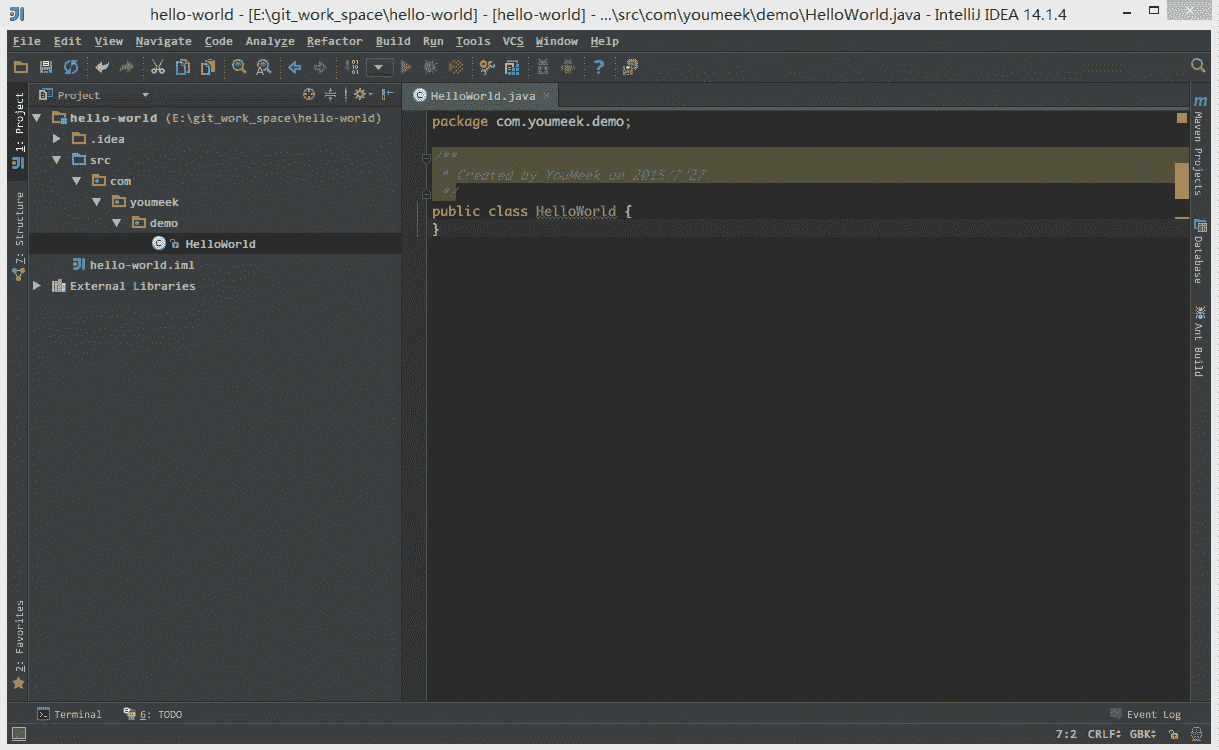 hello-world - [E:\git_work_space\hello-world] - [hello-world] - ...\src\com\youmeek\demo\HelloWorld.java - IntelliJ IDEA 14.1.4
File Edit View Navigate Code Analyze Refactor Build Run Tools VCS Window Help
Project
HelloWorld.java
1: Project
7: Structure
2: Favorites
hello-world (E:\git_work_space\hello-world)
.idea
src
com
youmeek
demo
HelloWorld
hello-world.iml
External Libraries
package com.youmeek.demo;
/**
* Created by YouMeek on 2015/7/27.
*/
public class HelloWorld {
}
Maven Projects
Database
Ant Build
Terminal
6: TODO
Event Log
7:2 CRLF GBK